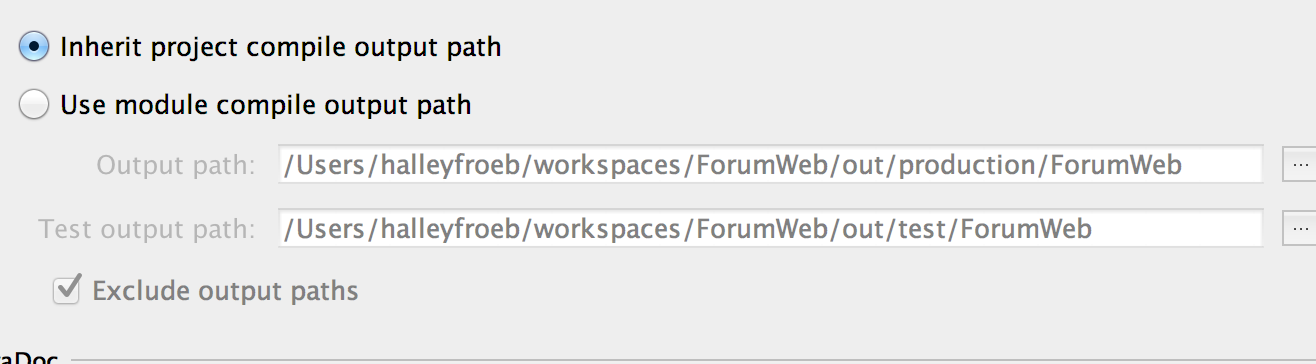 Inherit project compile output path
Use module compile output path
Output path: /Users/halleyfroeb/workspaces/ForumWeb/out/production/ForumWeb ...
Test output path: /Users/halleyfroeb/workspaces/ForumWeb/out/test/ForumWeb ...
Exclude output paths